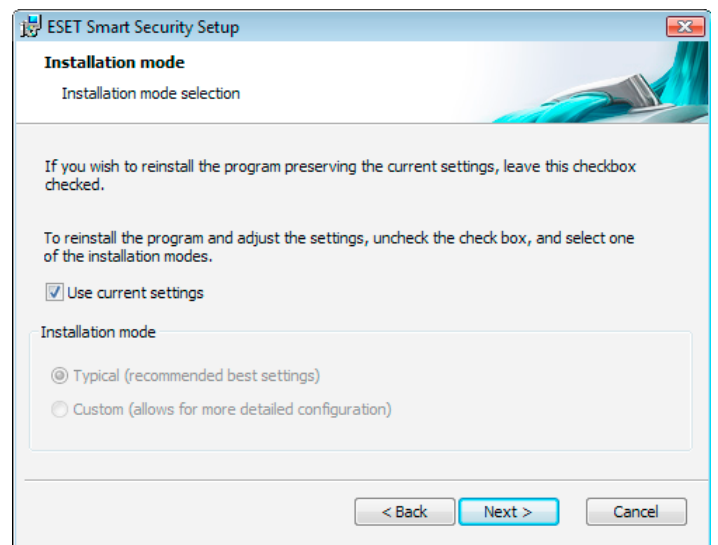 ESET Smart Security Setup
Installation mode
Installation mode selection
If you wish to reinstall the program preserving the current settings, leave this checkbox
checked.
To reinstall the program and adjust the settings, uncheck the check box, and select one
of the installation modes.
Use current settings
Installation mode
Typical (recommended best settings)
Custom (allows for more detailed configuration)
< Back
Next >
Cancel